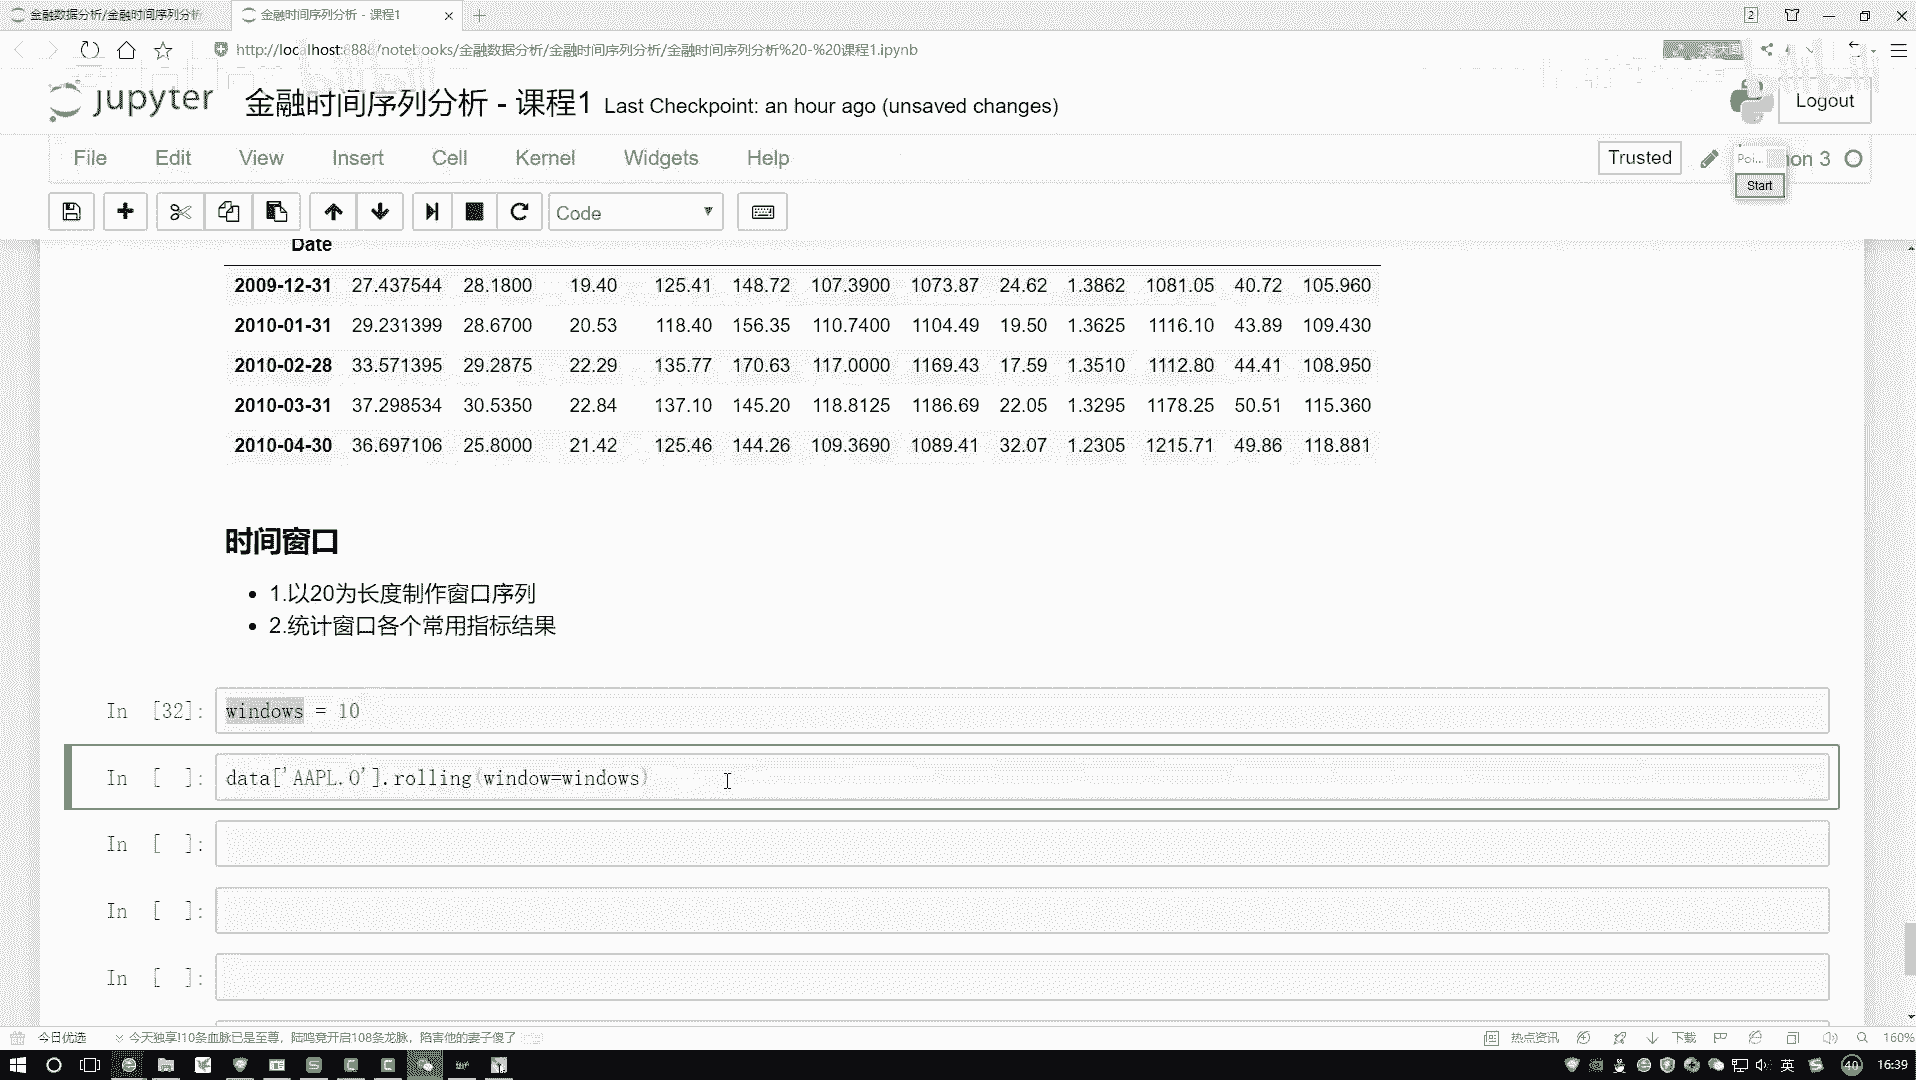 金融数据分析/金融时间序列分析
金融时间序列分析 - 课程1
2
http://localhost:8888/notebooks/金融数据分析/金融时间序列分析/金融时间序列分析%20-%20课程1.ipynb
jupyter 金融时间序列分析 - 课程1 Last Checkpoint: an hour ago (unsaved changes)
Logout
File Edit View Insert Cell Kernel Widgets Help
Trusted
Poi... on 3
Start
Code
Date
2009-12-31 27.437544 28.1800 19.40 125.41 148.72 107.3900 1073.87 24.62 1.3862 1081.05 40.72 105.960
2010-01-31 29.231399 28.6700 20.53 118.40 156.35 110.7400 1104.49 19.50 1.3625 1116.10 43.89 109.430
2010-02-28 33.571395 29.2875 22.29 135.77 170.63 117.0000 1169.43 17.59 1.3510 1112.80 44.41 108.950
2010-03-31 37.298534 30.5350 22.84 137.10 145.20 118.8125 1186.69 22.05 1.3295 1178.25 50.51 115.360
2010-04-30 36.697106 25.8000 21.42 125.46 144.26 109.3690 1089.41 32.07 1.2305 1215.71 49.86 118.881
时间窗口
1.以20为长度制作窗口序列
2.统计窗口各个常用指标结果
In [32]: windows = 10
In [ ]: data['AAPL.O'].rolling(window=windows)
In [ ]:
In [ ]:
In [ ]:
今日优选 今天独享!10条血脉已是至尊，陆鸣竟开启108条龙脉，陷害他的妻子傻了
热点资讯 下载 160%
英 40 16:39